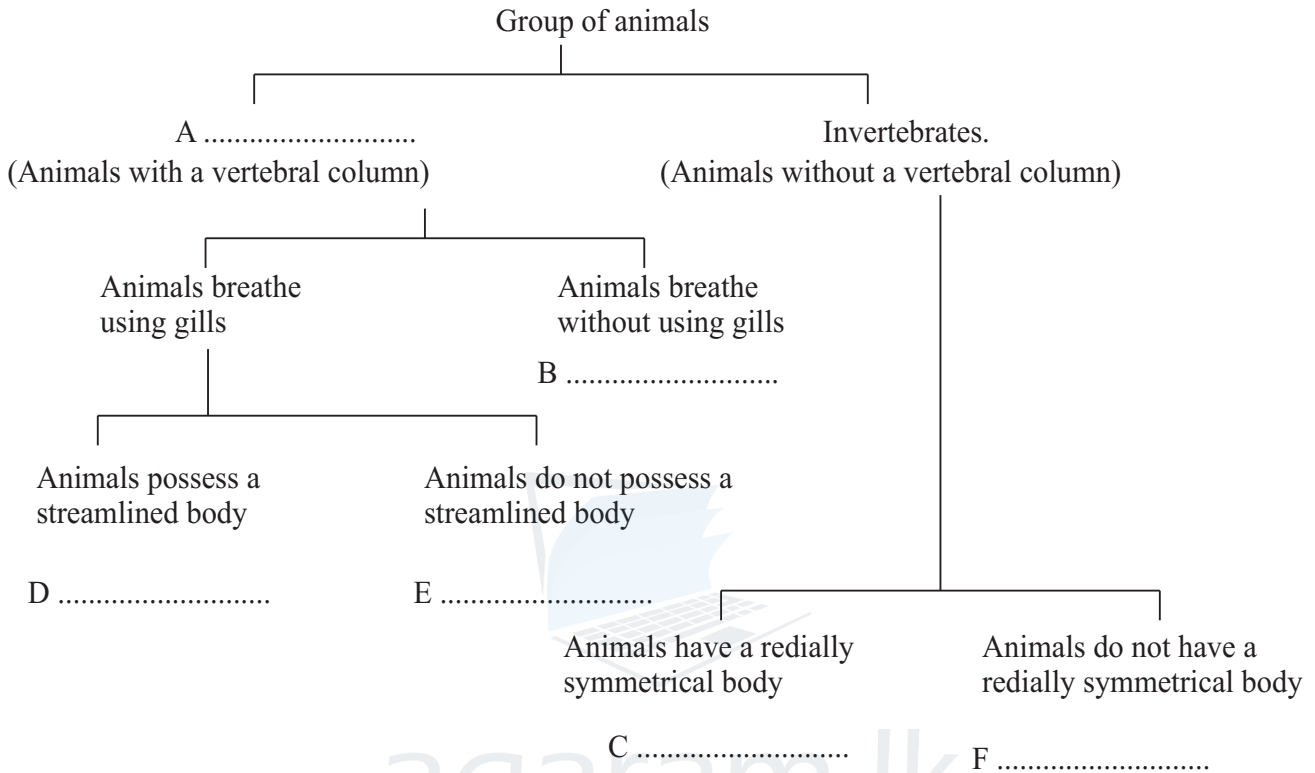 Group of animals
A ............................
(Animals with a vertebral column)
Invertebrates.
(Animals without a vertebral column)
Animals breathe
using gills
Animals breathe
without using gills
B ............................
Animals possess a
streamlined body
Animals do not possess a
streamlined body
D ............................
E ............................
Animals have a redially
symmetrical body
Animals do not have a
redially symmetrical body
C ............................
F ............................
agaram.lk